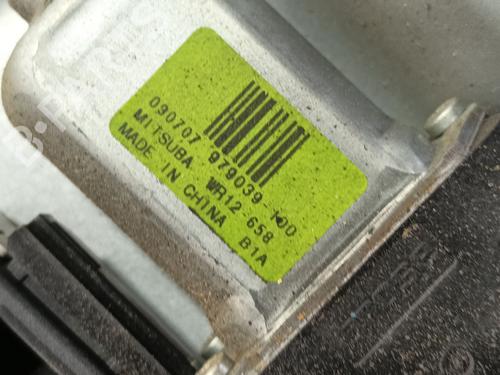 090707 979039-100
MITSUBA WR12-658
MADE IN CHINA B1A